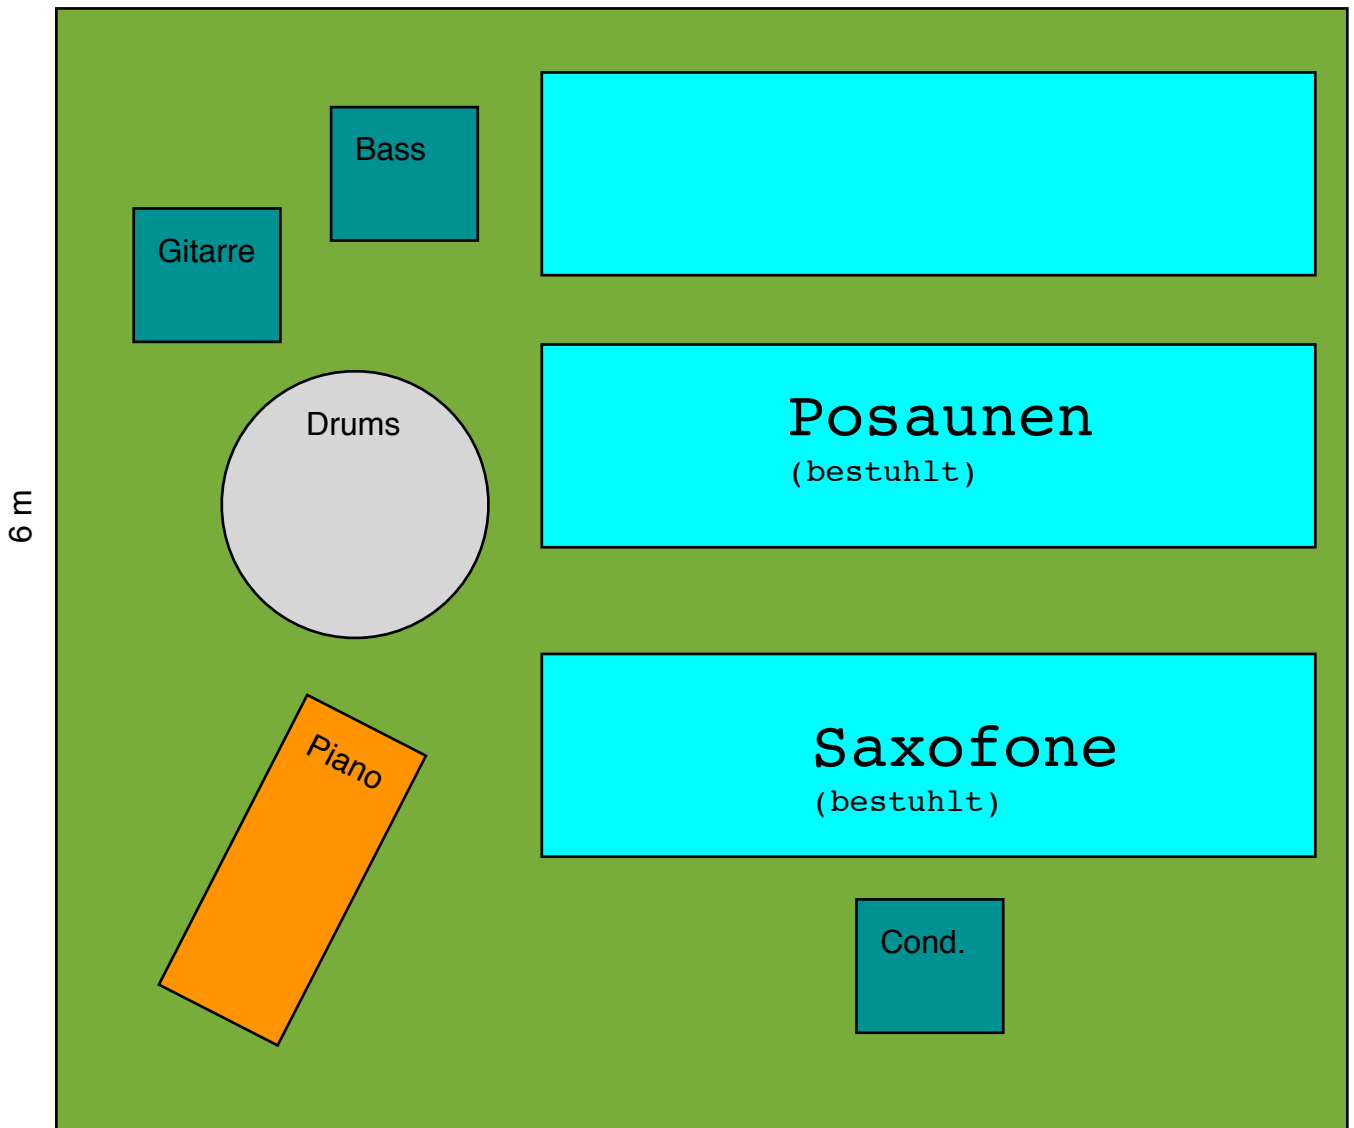 Bass
Gitarre
Drums
Posaunen
(bestuhlt)
6 m
Piano
Saxofone
(bestuhlt)
Cond.